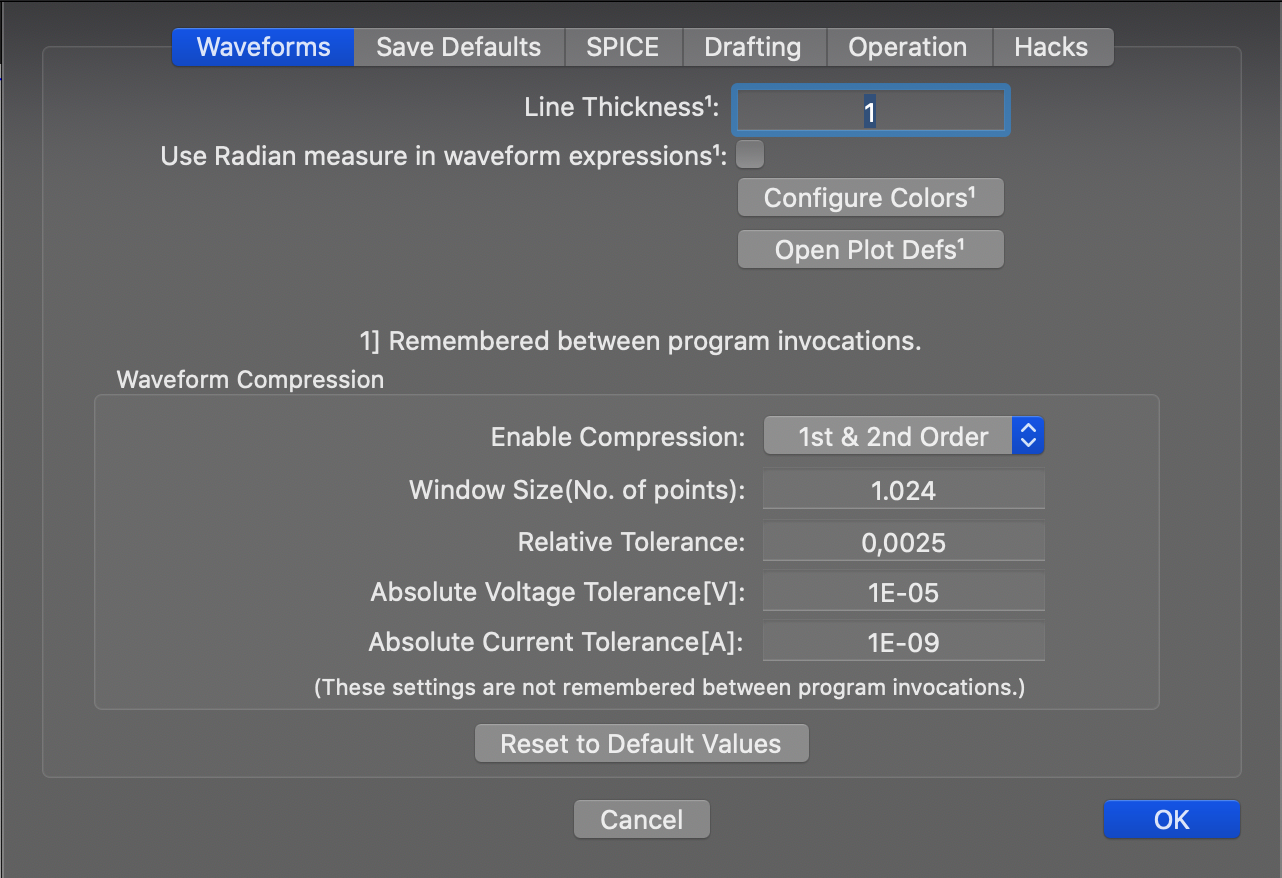 Waveforms Save Defaults SPICE Drafting Operation Hacks
Line Thickness¹: 1
Use Radian measure in waveform expressions¹:
Configure Colors¹
Open Plot Defs¹
1] Remembered between program invocations.
Waveform Compression
Enable Compression: 1st & 2nd Order
Window Size(No. of points): 1.024
Relative Tolerance: 0,0025
Absolute Voltage Tolerance[V]: 1E-05
Absolute Current Tolerance[A]: 1E-09
(These settings are not remembered between program invocations.)
Reset to Default Values
Cancel OK